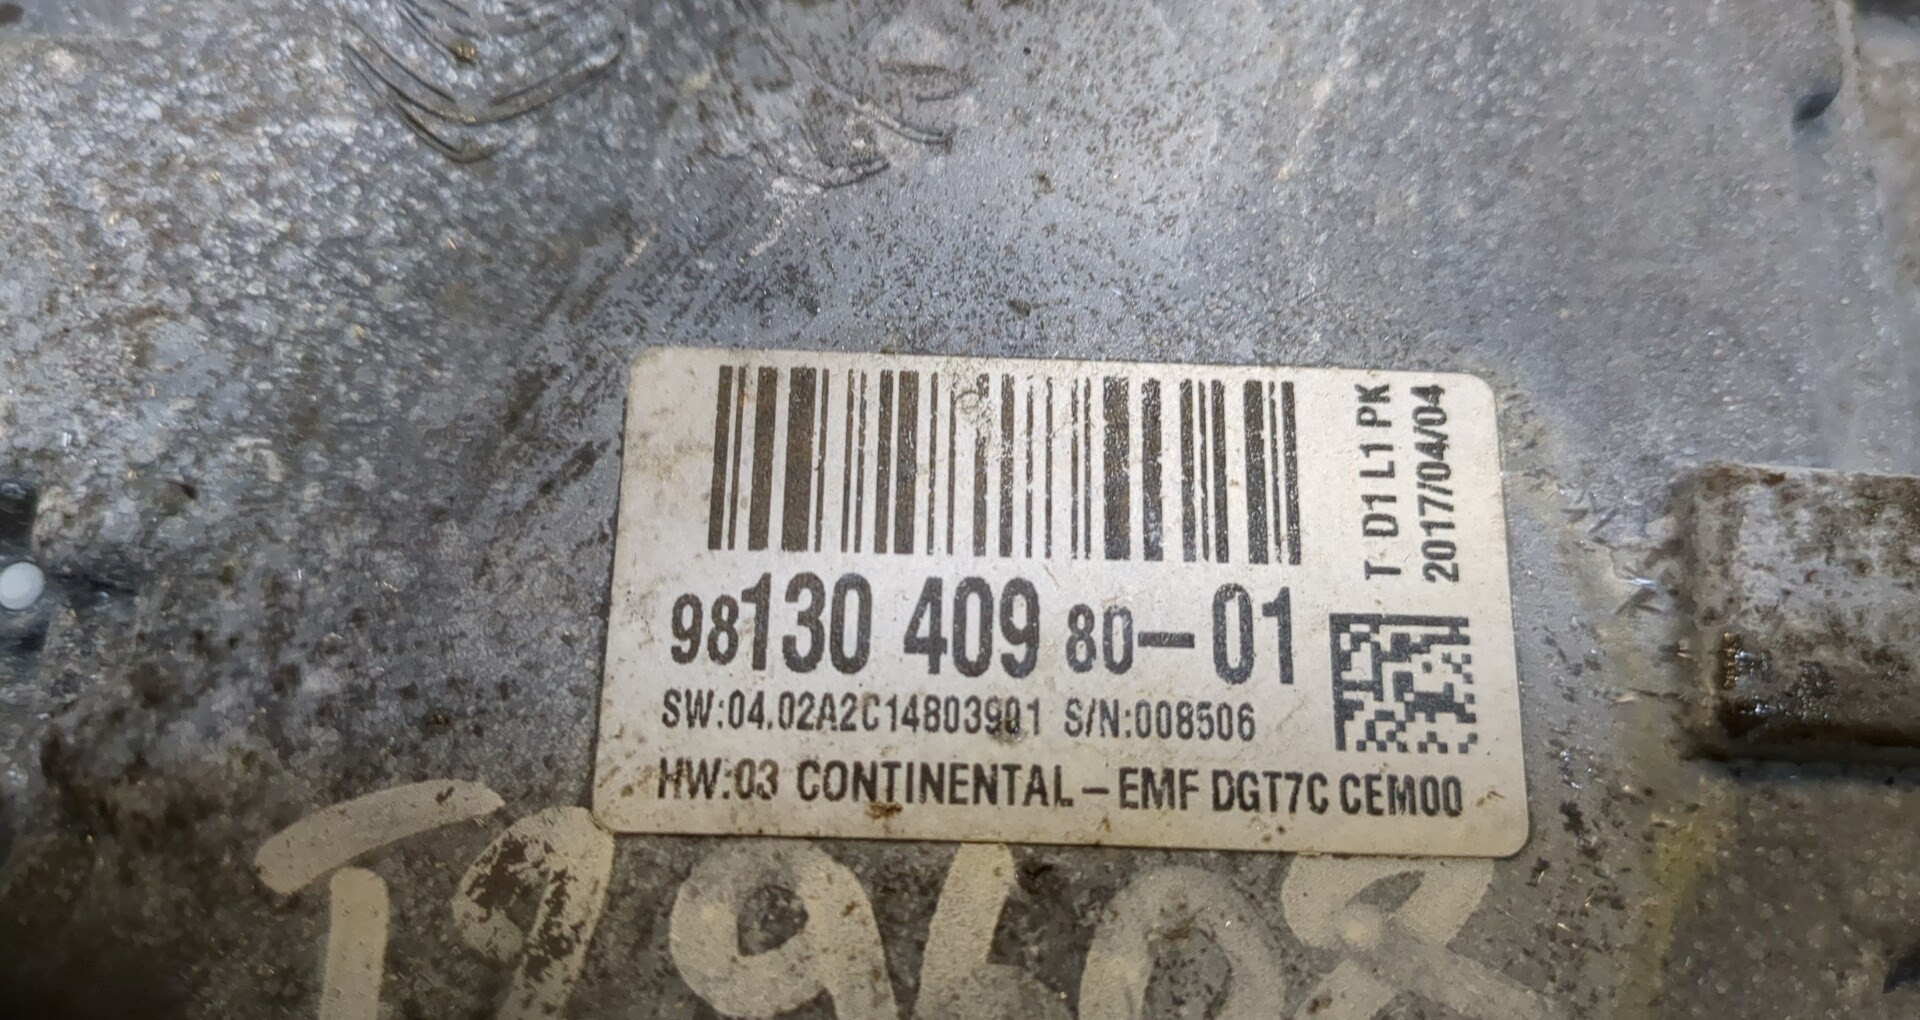 T D1 L1 PK
2017/04/04
98130 409 80-01
SW:04.02A2C14803901 S/N:008506
HW:03 CONTINENTAL-EMF DGT7C CEM00